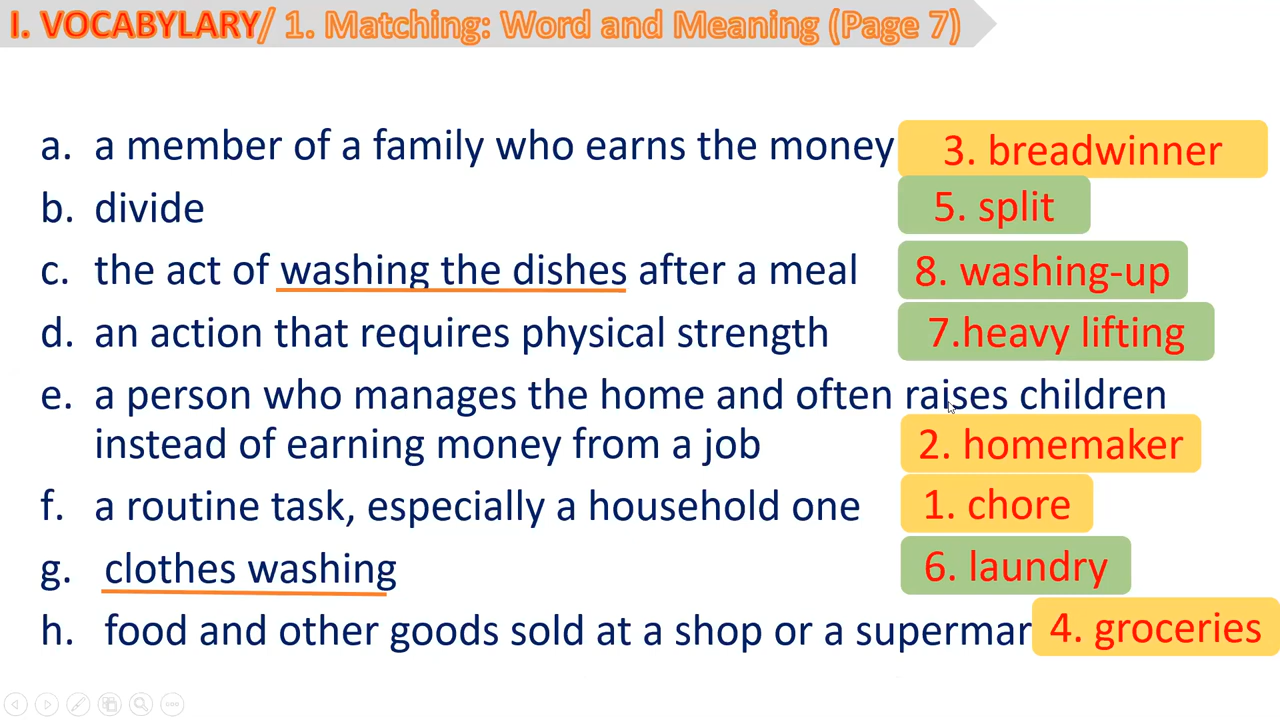 I. VOCABYLARY/ 1. Matching: Word and Meaning (Page 7)
a. a member of a family who earns the money 3. breadwinner
b. divide 5. split
c. the act of washing the dishes after a meal 8. washing-up
d. an action that requires physical strength 7.heavy lifting
e. a person who manages the home and often raises children
instead of earning money from a job 2. homemaker
f. a routine task, especially a household one 1. chore
g. clothes washing 6. laundry
h. food and other goods sold at a shop or a supermar 4. groceries